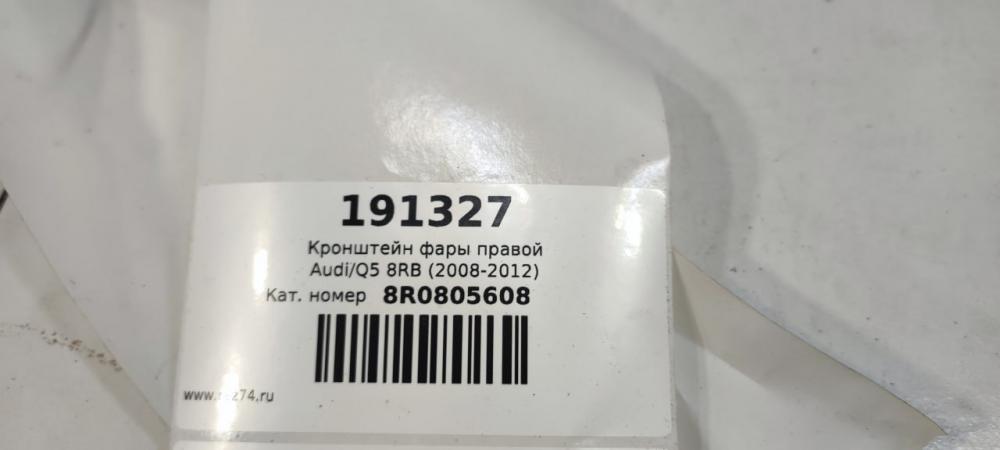 191327
Кронштейн фары правой
Audi/Q5 8RB (2008-2012)
Кат. номер 8R0805608